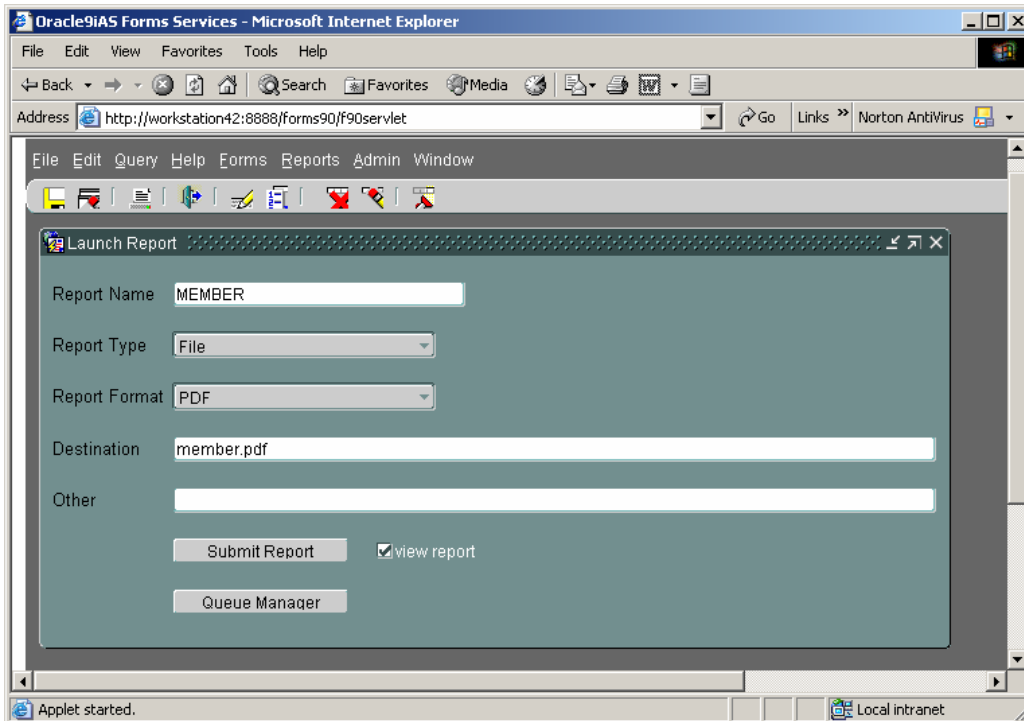 Oracle9iAS Forms Services - Microsoft Internet Explorer
File Edit View Favorites Tools Help
Back Search Favorites Media
Address http://workstation42:8888/forms90/f90servlet Go Links » Norton AntiVirus
File Edit Query Help Forms Reports Admin Window
Launch Report
Report Name MEMBER
Report Type File
Report Format PDF
Destination member.pdf
Other
Submit Report view report
Queue Manager
Applet started. Local intranet